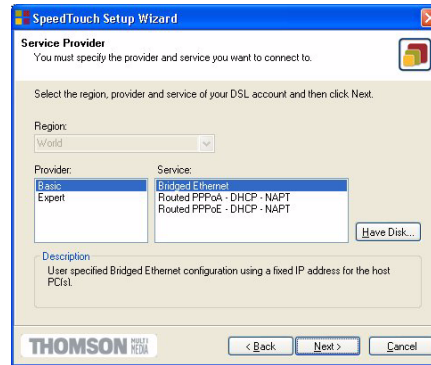 SpeedTouch Setup Wizard
Service Provider
You must specify the provider and service you want to connect to.
Select the region, provider and service of your DSL account and then click Next.
Region:
World
Provider:
Service:
Basic
Expert
Bridged Ethernet
Routed PPPoA - DHCP - NAPT
Routed PPPoE - DHCP - NAPT
Have Disk...
Description
User specified Bridged Ethernet configuration using a fixed IP address for the host
PC(s).
THOMSON MULTI MEDIA
< Back
Next >
Cancel